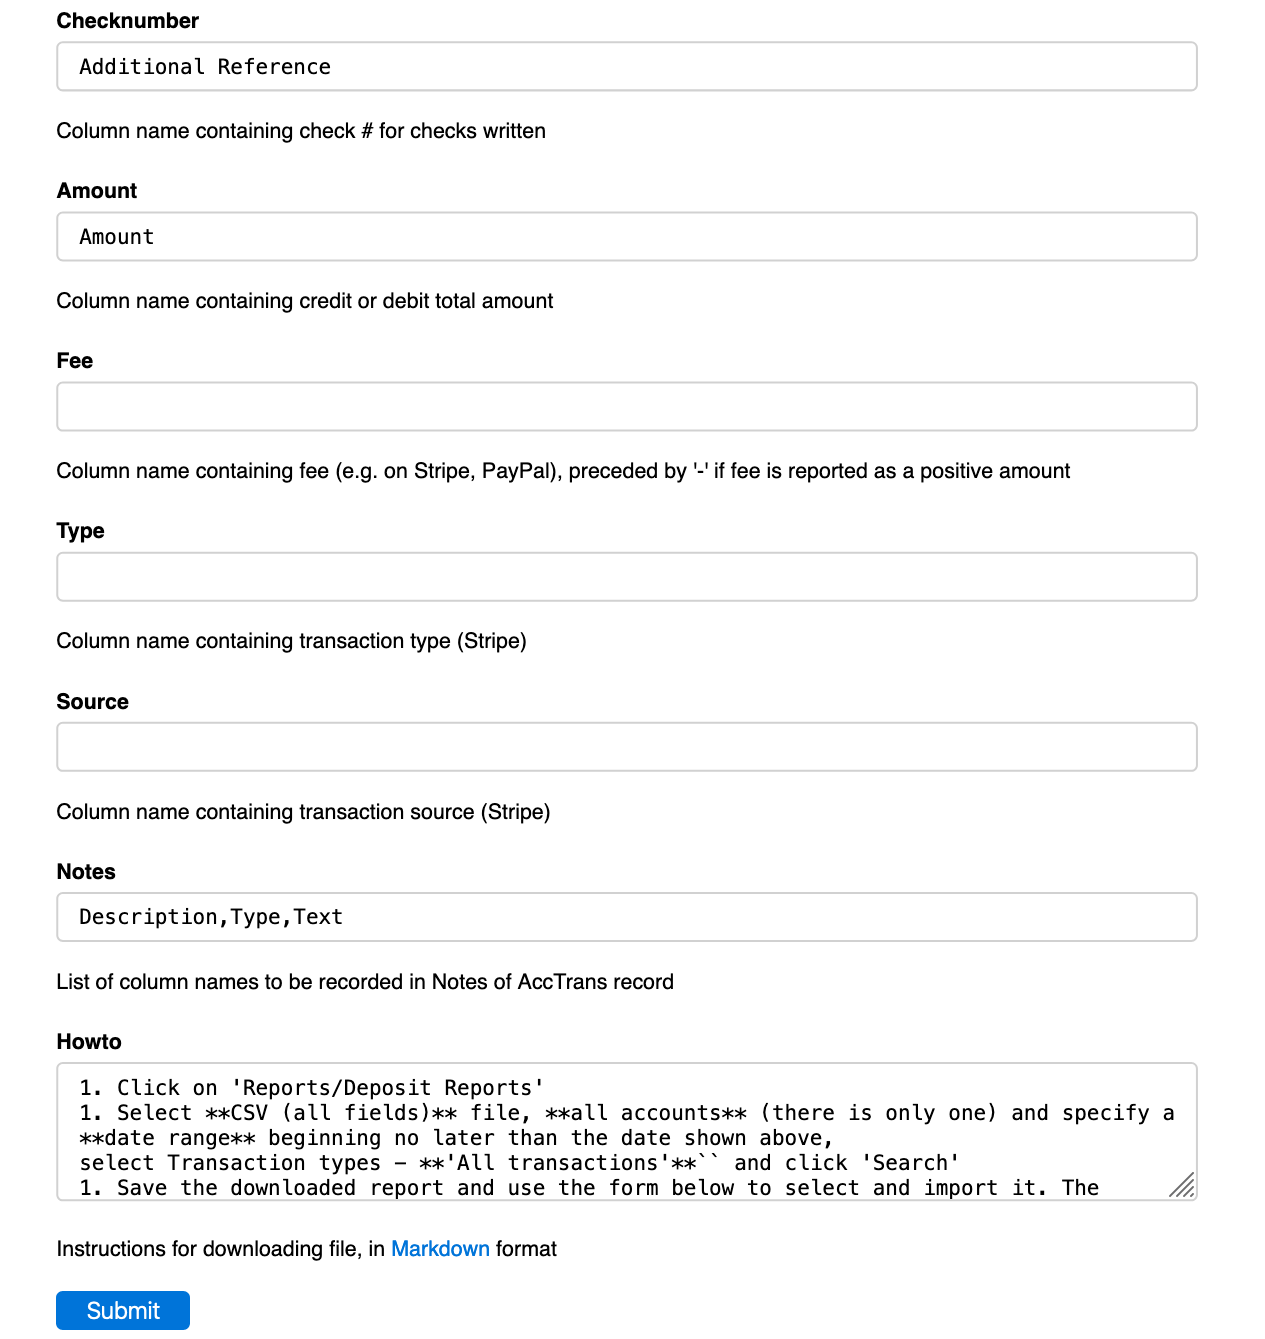 Checknumber
Additional Reference
Column name containing check # for checks written
Amount
Amount
Column name containing credit or debit total amount
Fee
Column name containing fee (e.g. on Stripe, PayPal), preceded by '-' if fee is reported as a positive amount
Type
Column name containing transaction type (Stripe)
Source
Column name containing transaction source (Stripe)
Notes
Description,Type,Text
List of column names to be recorded in Notes of AccTrans record
Howto
1. Click on 'Reports/Deposit Reports'
1. Select **CSV (all fields)** file, **all accounts** (there is only one) and specify a
**date range** beginning no later than the date shown above,
select Transaction types – **'All transactions'**`` and click 'Search'
1. Save the downloaded report and use the form below to select and import it. The
Instructions for downloading file, in Markdown format
Submit